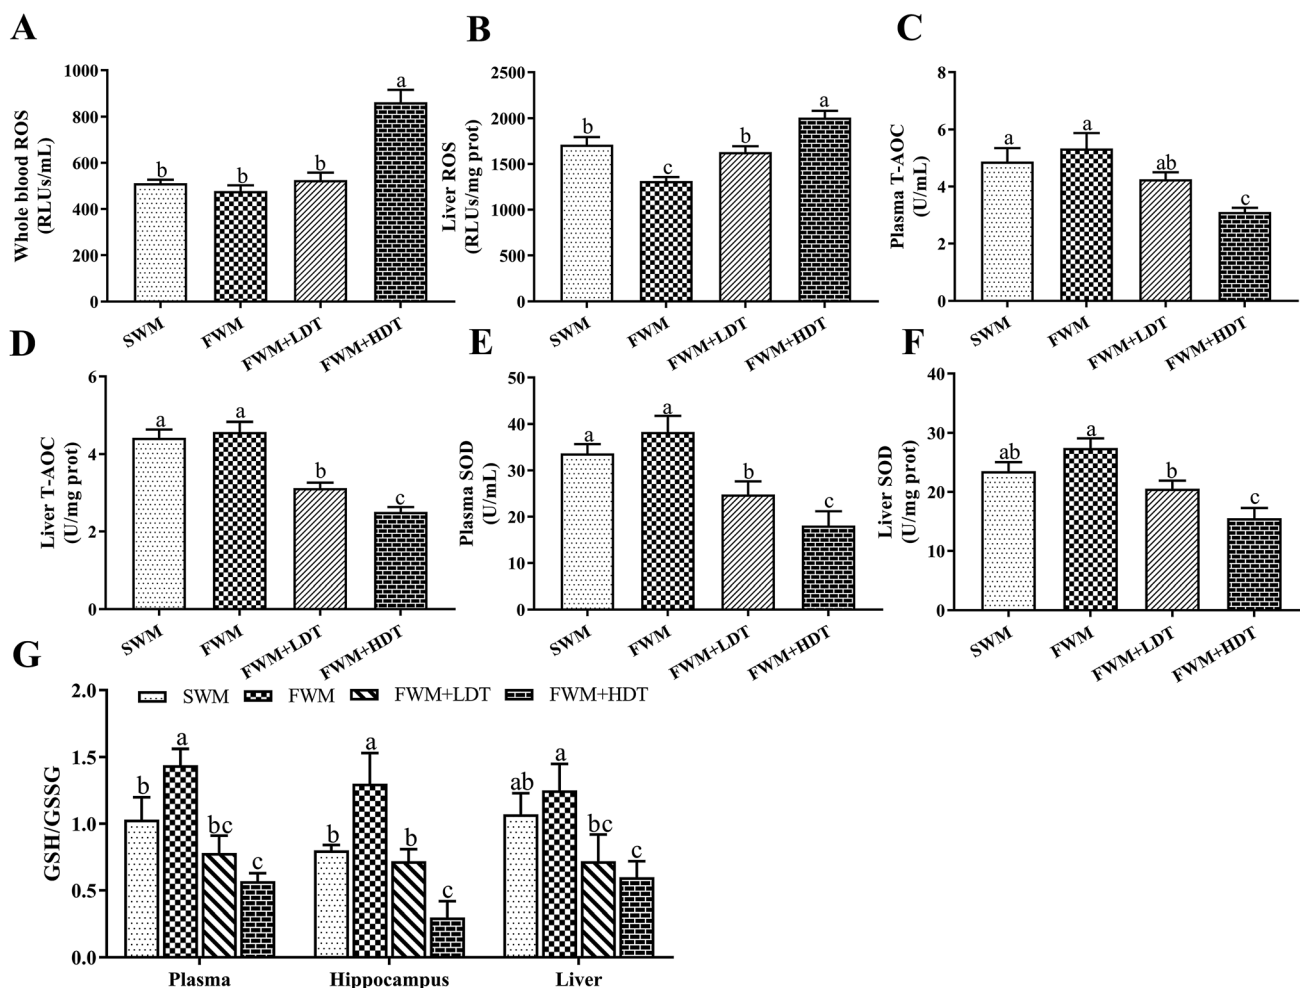 A
Whole blood ROS
(RLUs/mL)
1000
800
600
400
200
0
b
b
b
a
SWM
FWM
FWM+LDT
FWM+HDT
B
Liver ROS
(RLUs/mg prot)
2500
2000
1500
1000
500
0
b
c
b
a
SWM
FWM
FWM+LDT
FWM+HDT
C
Plasma T-AOC
(U/mL)
8
6
4
2
0
a
a
ab
c
SWM
FWM
FWM+LDT
FWM+HDT
D
Liver T-AOC
(U/mg prot)
6
4
2
0
a
a
b
c
SWM
FWM
FWM+LDT
FWM+HDT
E
Plasma SOD
(U/mL)
50
40
30
20
10
0
a
a
b
c
SWM
FWM
FWM+LDT
FWM+HDT
F
Liver SOD
(U/mg prot)
40
30
20
10
0
ab
a
b
c
SWM
FWM
FWM+LDT
FWM+HDT
G
SWM FWM FWM+LDT FWM+HDT
GSH/GSSG
2.0
1.5
1.0
0.5
0.0
b
a
bc
c
b
a
b
c
ab
a
bc
c
Plasma
Hippocampus
Liver